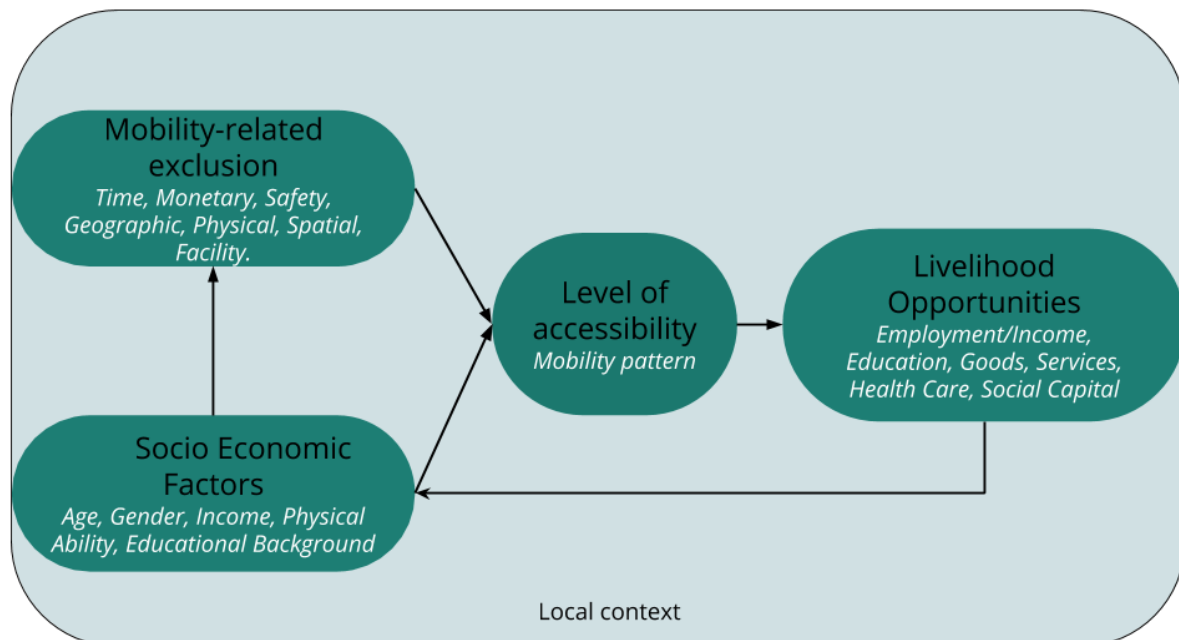 Mobility-related
exclusion
Time, Monetary, Safety,
Geographic, Physical, Spatial,
Facility.
Socio Economic
Factors
Age, Gender, Income, Physical
Ability, Educational Background
Level of
accessibility
Mobility pattern
Livelihood
Opportunities
Employment/Income,
Education, Goods, Services,
Health Care, Social Capital
Local context